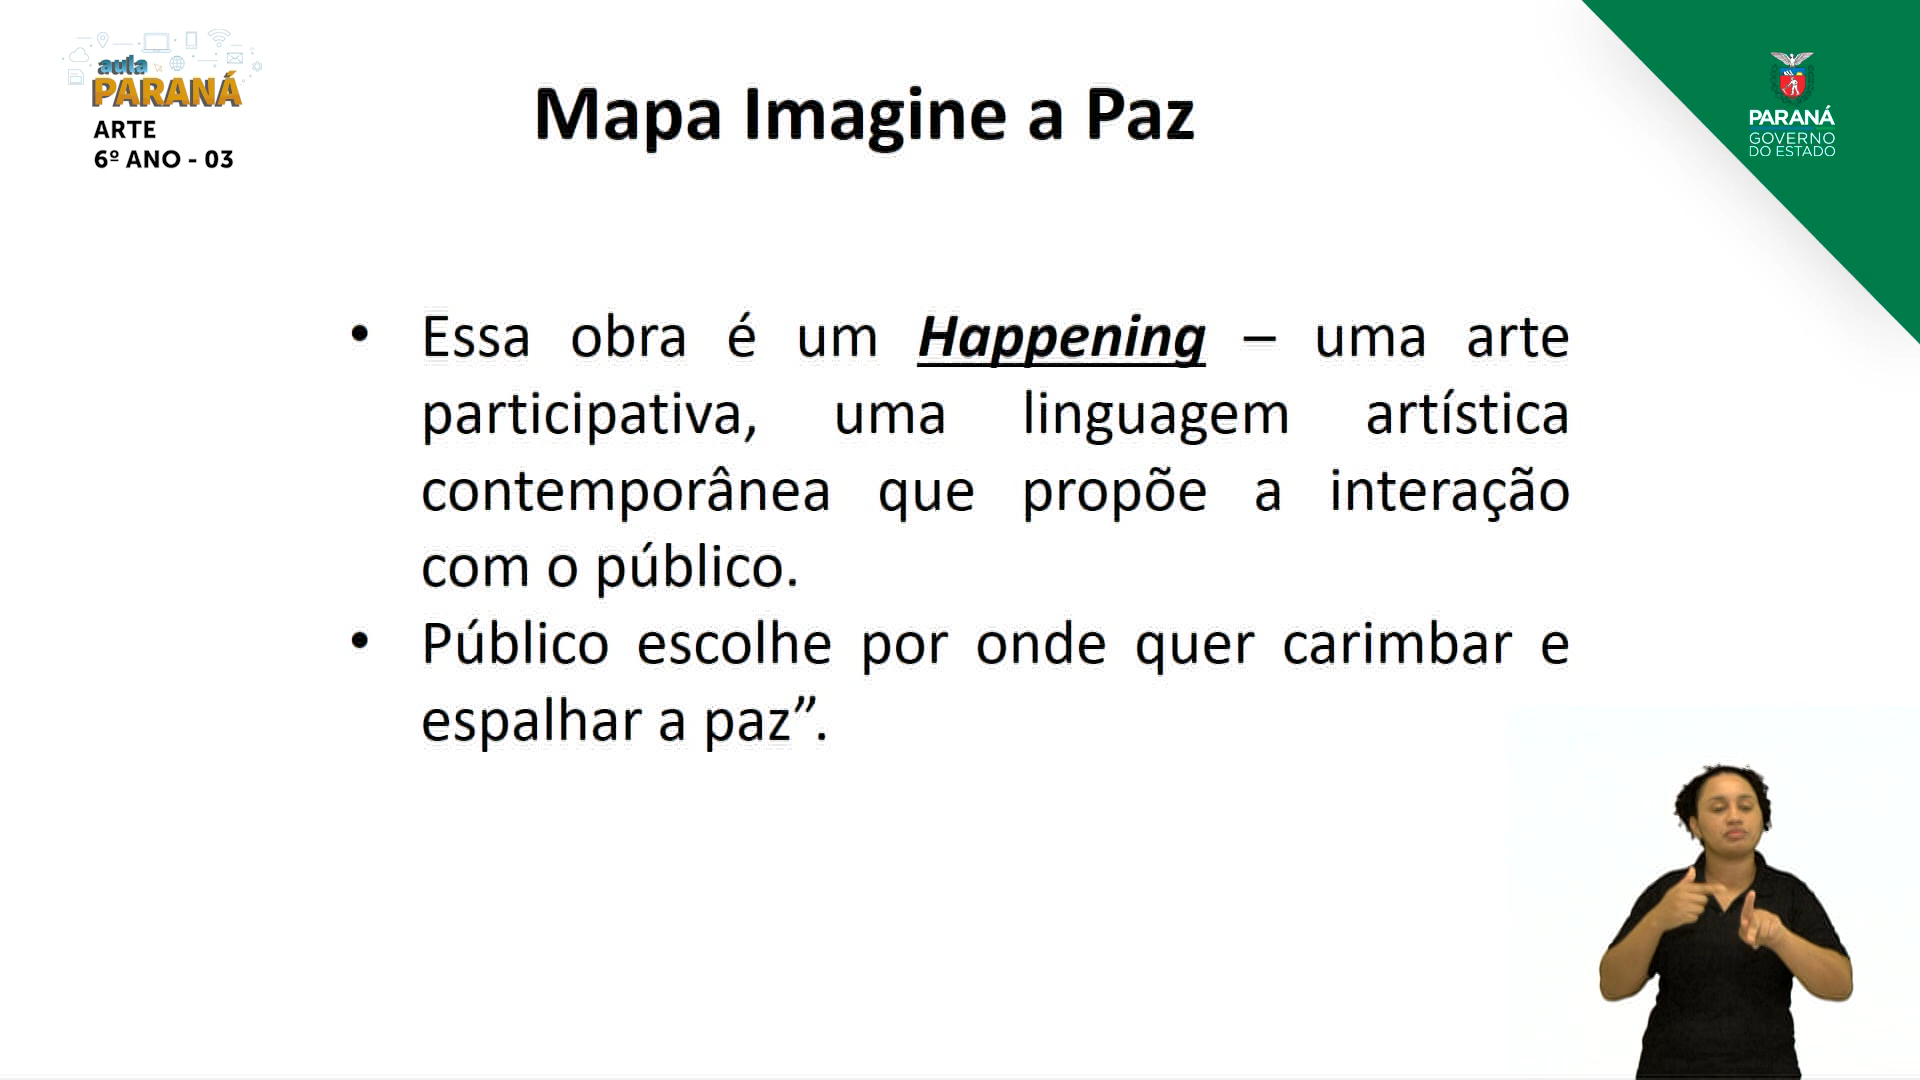 aula
PARANÁ
ARTE
6º ANO - 03
Mapa Imagine a Paz
PARANÁ
GOVERNO
DO ESTADO
• Essa obra é um Happening – uma arte
participativa, uma linguagem artística
contemporânea que propõe a interação
com o público.
• Público escolhe por onde quer carimbar e
espalhar a paz”.